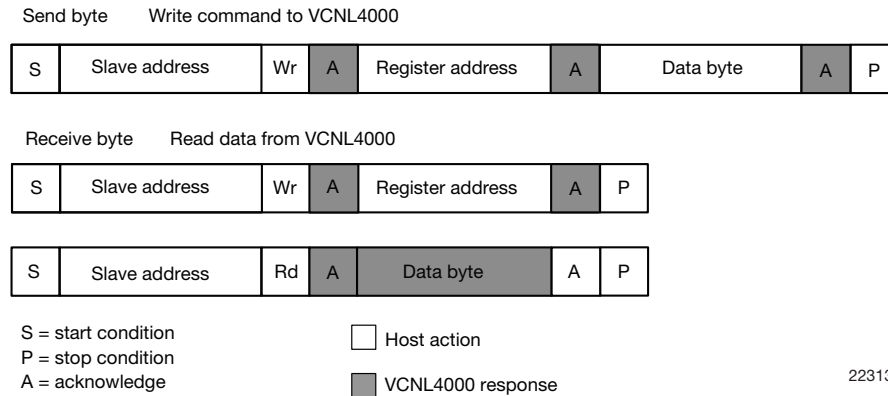 Send byte Write command to VCNL4000
S Slave address Wr A Register address A Data byte A P
Receive byte Read data from VCNL4000
S Slave address Wr A Register address A P
S Slave address Rd A Data byte A P
S = start condition
P = stop condition
A = acknowledge
Host action
VCNL4000 response
22313